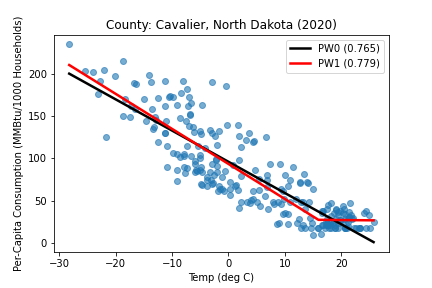 County: Cavalier, North Dakota (2020)
PW0 (0.765)
PW1 (0.779)
Per-Capita Consumption (MMBtu/1000 Households)
200
150
100
50
0
−30
−20
−10
0
10
20
Temp (deg C)